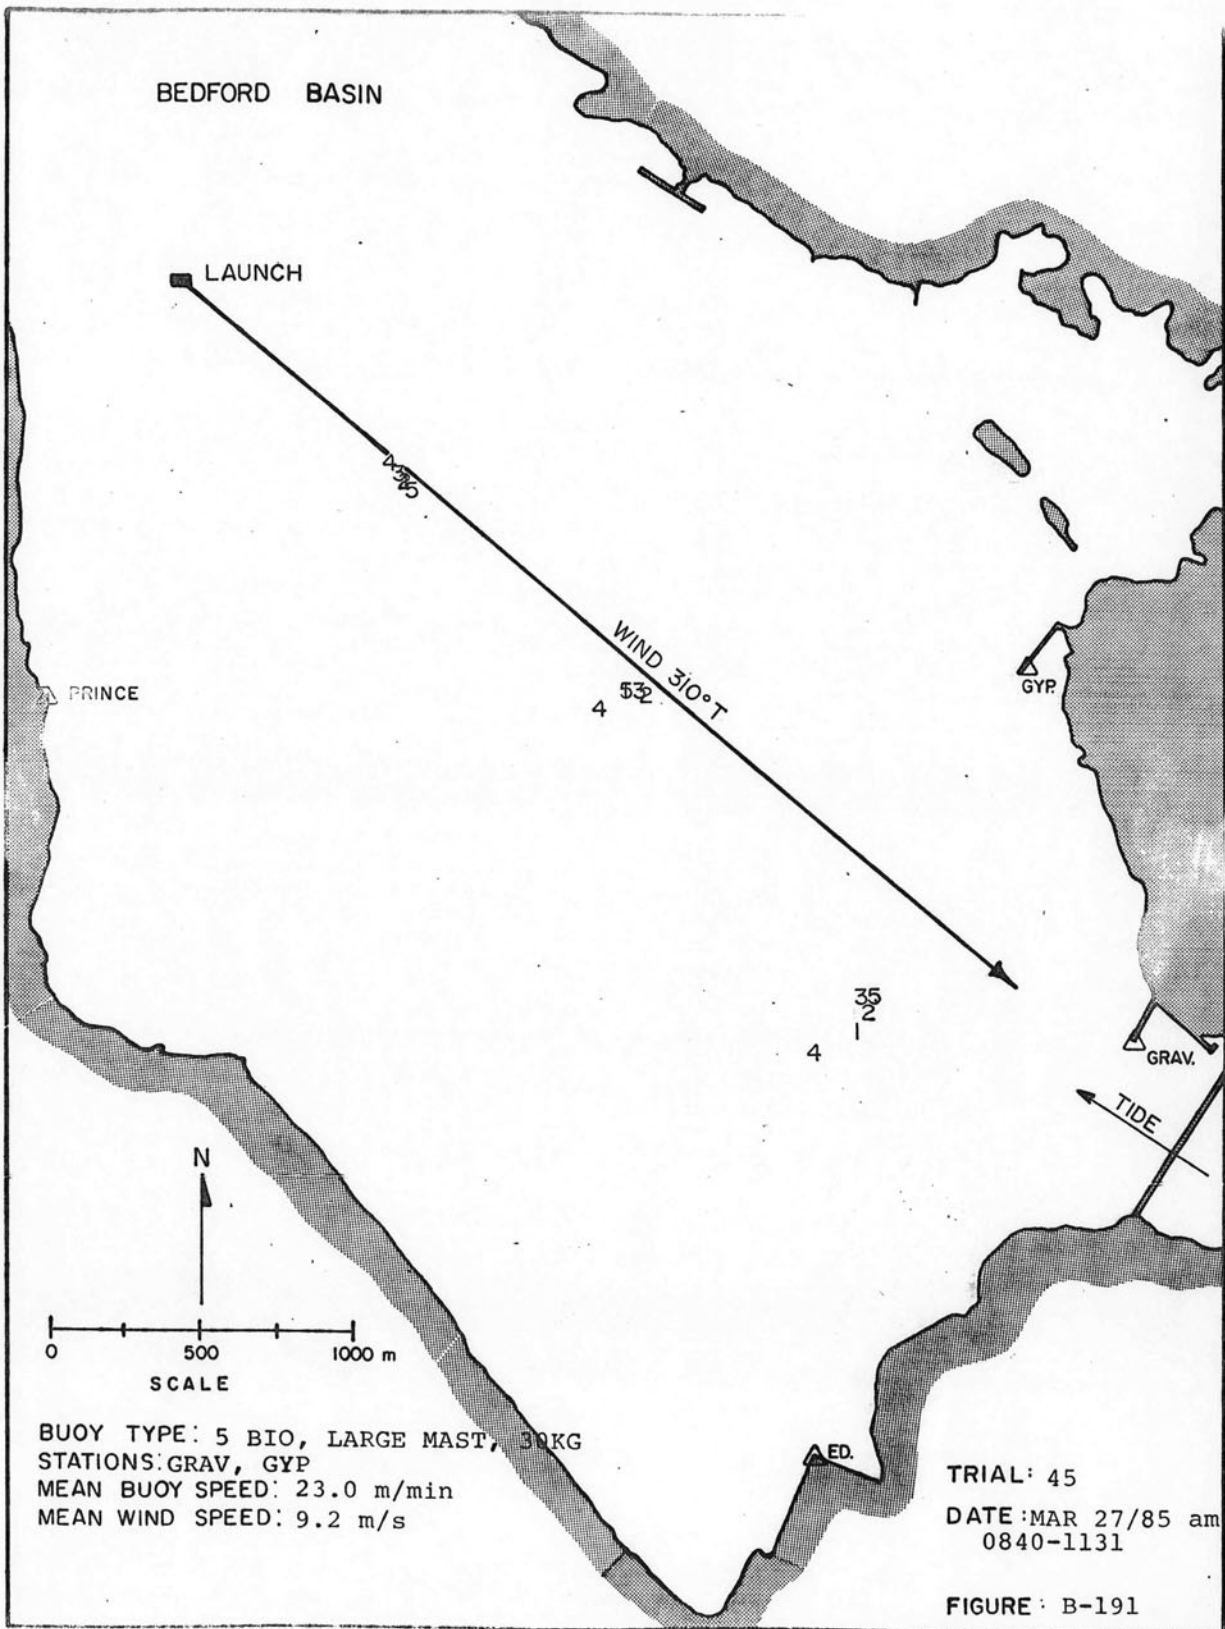 BEDFORD BASIN
LAUNCH
WIND 310°T
532
4
PRINCE
GYP.
35
2
1
4
GRAV.
TIDE
N
0 500 1000 m
SCALE
BUOY TYPE: 5 BIO, LARGE MAST, 30KG
STATIONS: GRAV, GYP
MEAN BUOY SPEED: 23.0 m/min
MEAN WIND SPEED: 9.2 m/s
ED.
TRIAL: 45
DATE: MAR 27/85 am
0840-1131
FIGURE: B-191